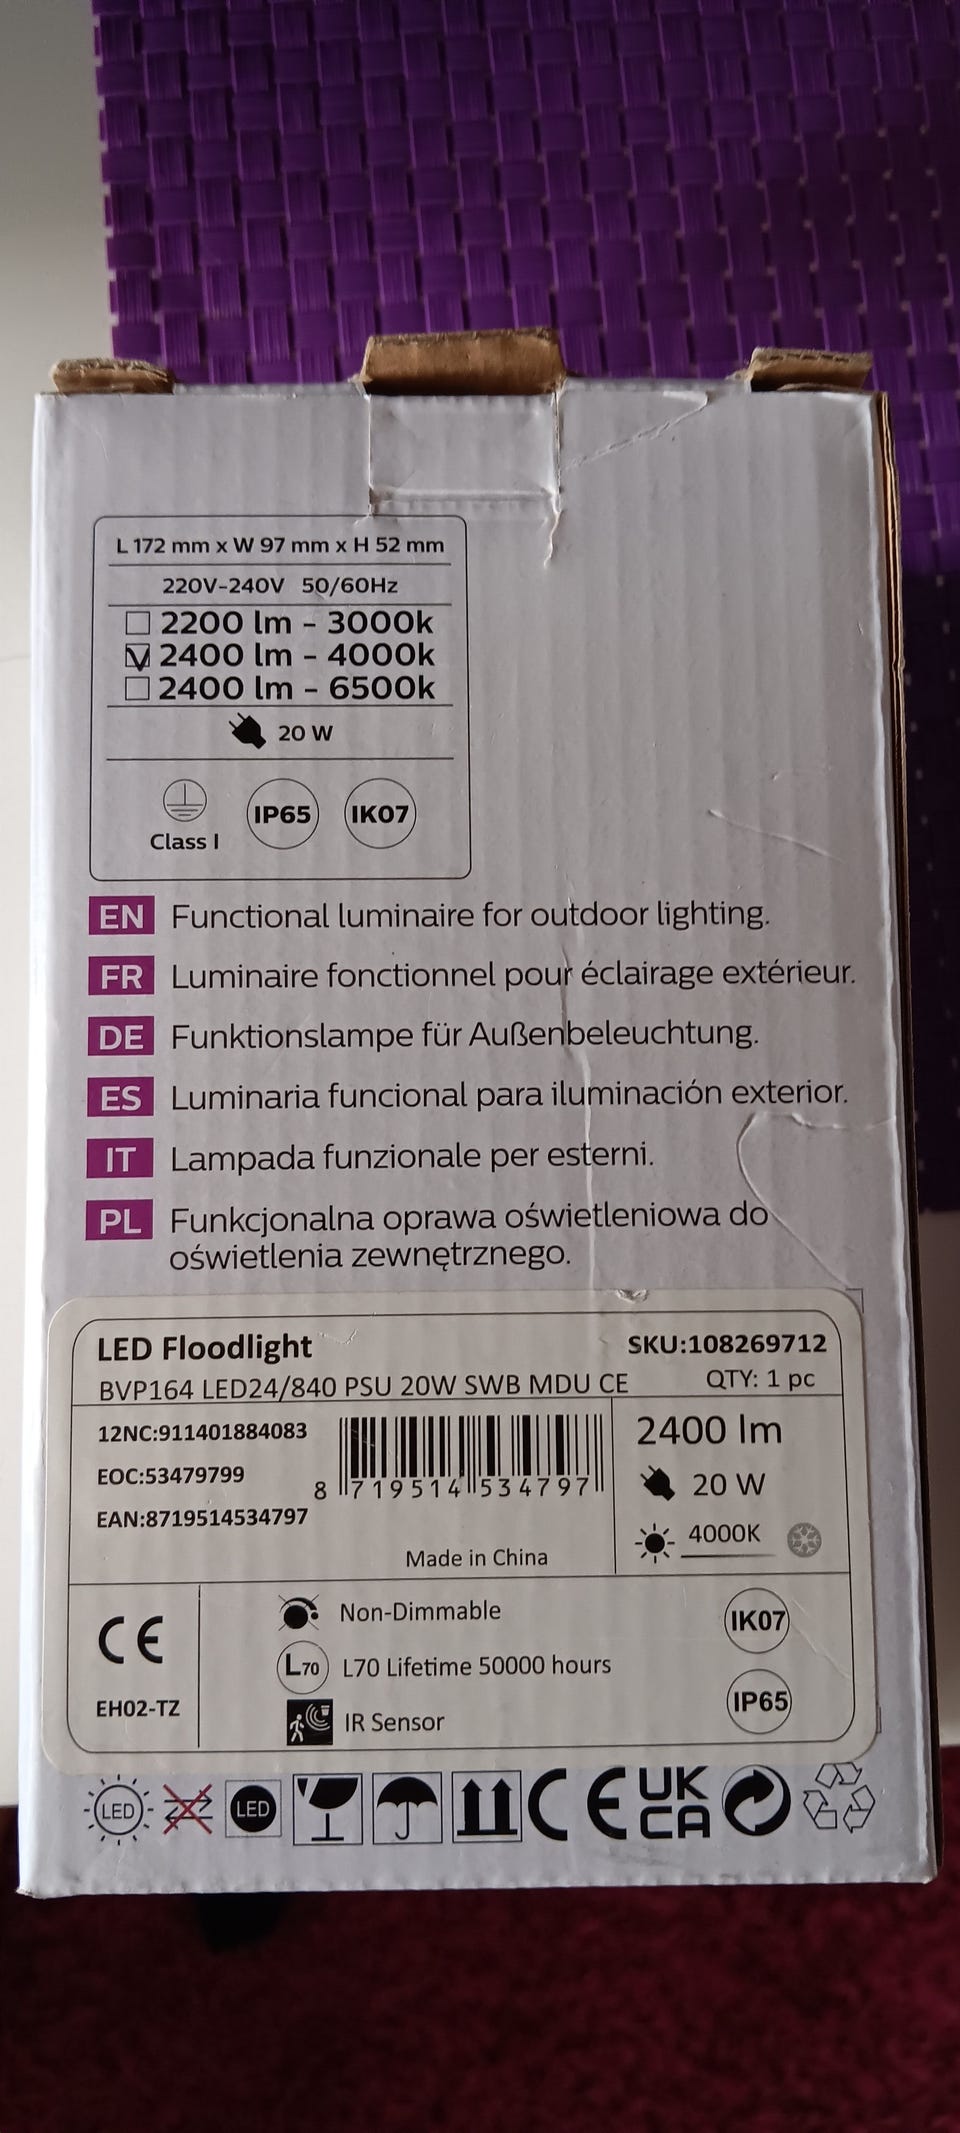 L 172 mm x W 97 mm x H 52 mm
220V-240V 50/60Hz
2200 lm - 3000k
2400 lm - 4000k
2400 lm - 6500k
20 W
Class I IP65 IK07
EN Functional luminaire for outdoor lighting.
FR Luminaire fonctionnel pour éclairage extérieur.
DE Funktionslampe für Außenbeleuchtung.
ES Luminaria funcional para iluminación exterior.
IT Lampada funzionale per esterni.
PL Funkcjonalna oprawa oświetleniowa do
oświetlenia zewnętrznego.
LED Floodlight SKU:108269712
BVP164 LED24/840 PSU 20W SWB MDU CE QTY: 1 pc
12NC:911401884083
EOC:53479799
EAN:8719514534797
8 719514 534797
Made in China
2400 lm
20 W
4000K
CE
EH02-TZ
Non-Dimmable
L70 L70 Lifetime 50000 hours
IR Sensor
IK07
IP65
LED LED CE UK
CA